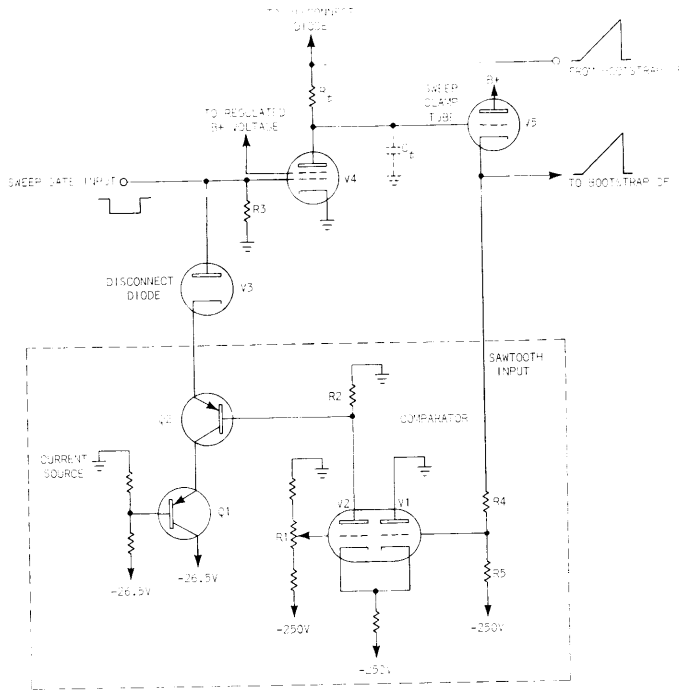 DIODE
R t
TO REGULATED
B+ VOLTAGE
SWEEP
CLAMP
TUBE
B+
V5
V4
SWEEP GATE INPUT
R3
C t
TO BOOTSTRAP CF
DISCONNECT
DIODE
V3
SAWTOOTH
INPUT
R2
Q2
COMPARATOR
CURRENT
SOURCE
Q1
V2
V1
R4
R1
R5
-26.5V
-26.5V
-250V
-250V
-250V